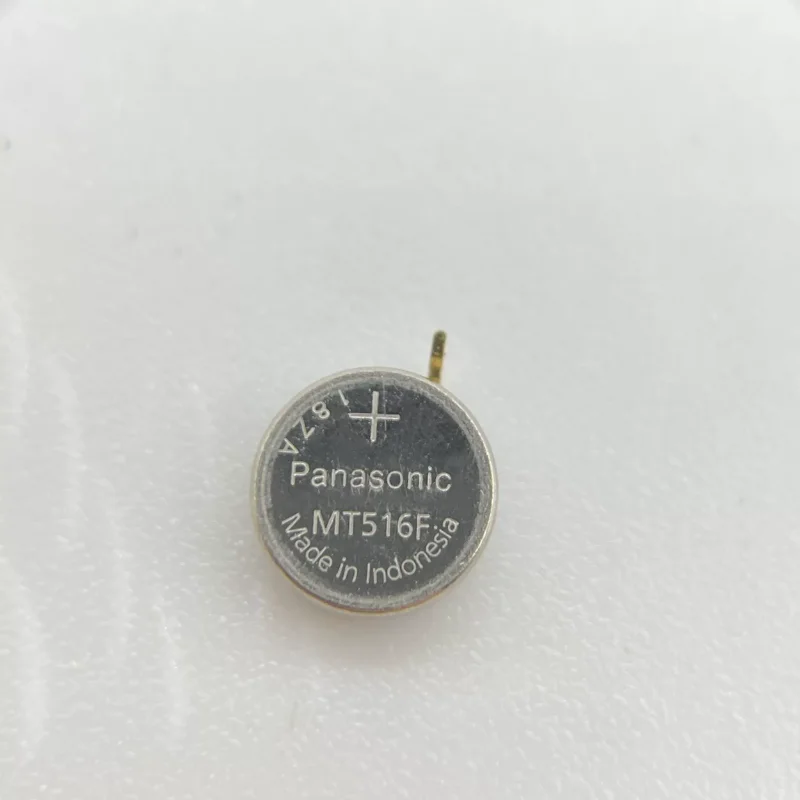 187A
+
Panasonic
MT516F
Made in Indonesia